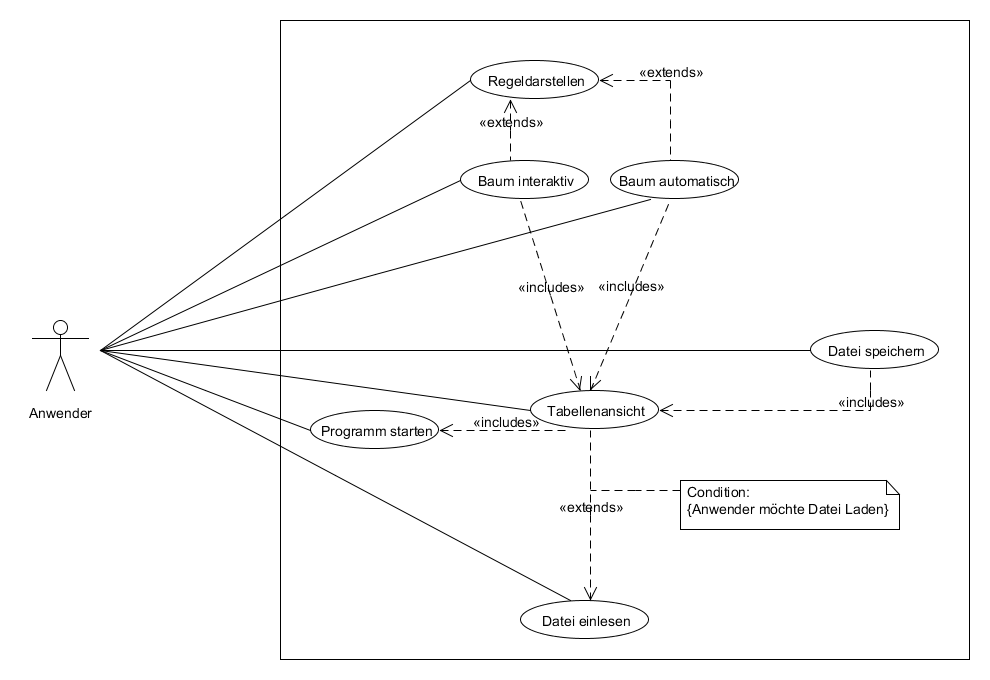 «extends»
Regeldarstellen
«extends»
Baum interaktiv
Baum automatisch
«includes»
«includes»
Datei speichern
«includes»
Anwender
Tabellenansicht
«includes»
Programm starten
Condition:
{Anwender möchte Datei Laden}
«extends»
Datei einlesen